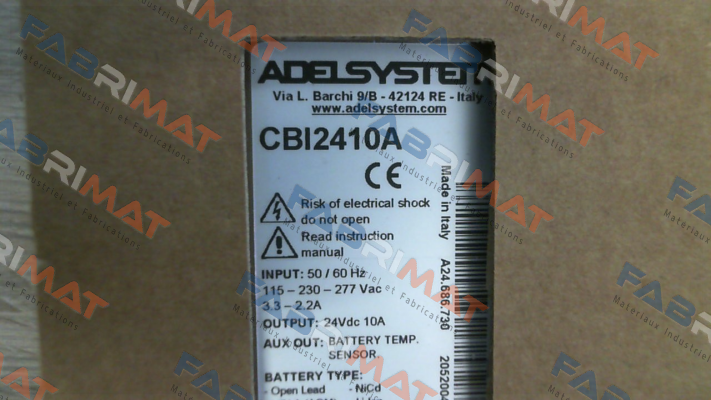 ADELSYSTEM
Via L. Barchi 9/B - 42124 RE - Italy
www.adelsystem.com
CBI2410A
CE
Risk of electrical shock
do not open
Read instruction
manual
INPUT: 50 / 60 Hz
115 – 230 – 277 Vac
3.3 – 2.2A
OUTPUT: 24Vdc 10A
AUX OUT: BATTERY TEMP.
SENSOR.
BATTERY TYPE:
- Open Lead - NiCd
Made in Italy A24.686.730
FABRIMAT
Materiaux Industriel et Fabrications